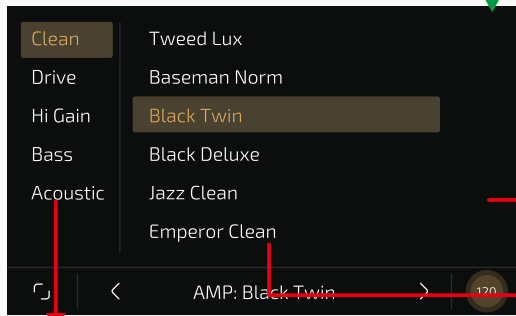 Clean
Drive
Hi Gain
Bass
Acoustic
Tweed Lux
Baseman Norm
Black Twin
Black Deluxe
Jazz Clean
Emperor Clean
AMP: Black Twin
120